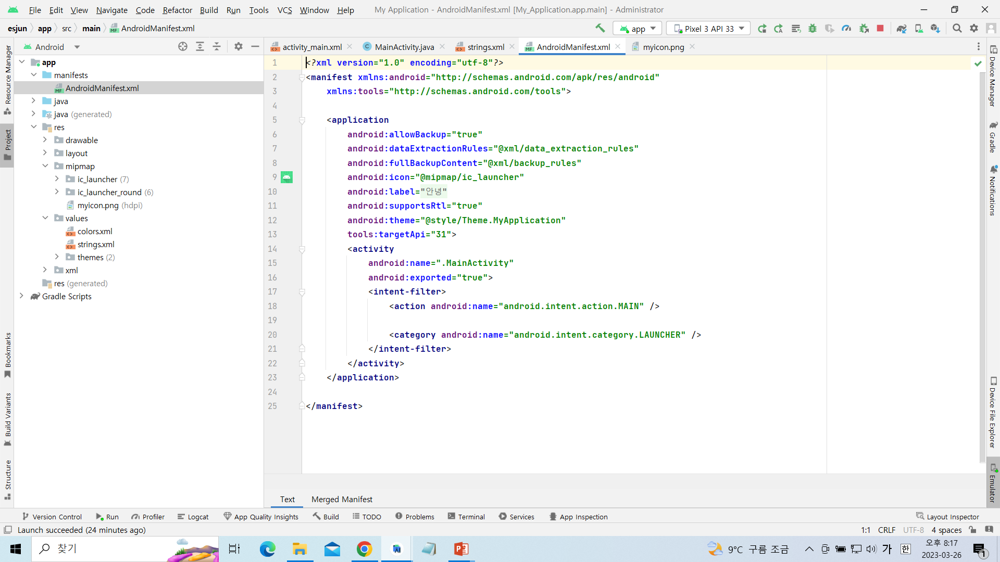 File Edit View Navigate Code Refactor Build Run Tools VCS Window Help My Application - AndroidManifest.xml [My_Application.app.main] - Administrator
esjun app src main AndroidManifest.xml app Pixel 3 API 33
Android
activity_main.xml MainActivity.java strings.xml AndroidManifest.xml myicon.png
Resource Manager
Project
Bookmarks
Build Variants
Structure
app
manifests
AndroidManifest.xml
java
java (generated)
res
drawable
layout
mipmap
ic_launcher (7)
ic_launcher_round (6)
myicon.png (hdpi)
values
colors.xml
strings.xml
themes (2)
xml
res (generated)
Gradle Scripts
1 <?xml version="1.0" encoding="utf-8"?>
2 <manifest xmlns:android="http://schemas.android.com/apk/res/android"
3 xmlns:tools="http://schemas.android.com/tools">
4
5 <application
6 android:allowBackup="true"
7 android:dataExtractionRules="@xml/data_extraction_rules"
8 android:fullBackupContent="@xml/backup_rules"
9 android:icon="@mipmap/ic_launcher"
10 android:label="안녕"
11 android:supportsRtl="true"
12 android:theme="@style/Theme.MyApplication"
13 tools:targetApi="31">
14 <activity
15 android:name=".MainActivity"
16 android:exported="true">
17 <intent-filter>
18 <action android:name="android.intent.action.MAIN" />
19
20 <category android:name="android.intent.category.LAUNCHER" />
21 </intent-filter>
22 </activity>
23 </application>
24
25 </manifest>
Device Manager
Gradle
Notifications
Device File Explorer
Emulator
Text Merged Manifest
Version Control Run Profiler Logcat App Quality Insights Build TODO Problems Terminal Services App Inspection Layout Inspector
Launch succeeded (24 minutes ago) 1:1 CRLF UTF-8 4 spaces
찾기 9°C 구름 조금 가 한 오후 8:17
2023-03-26 1